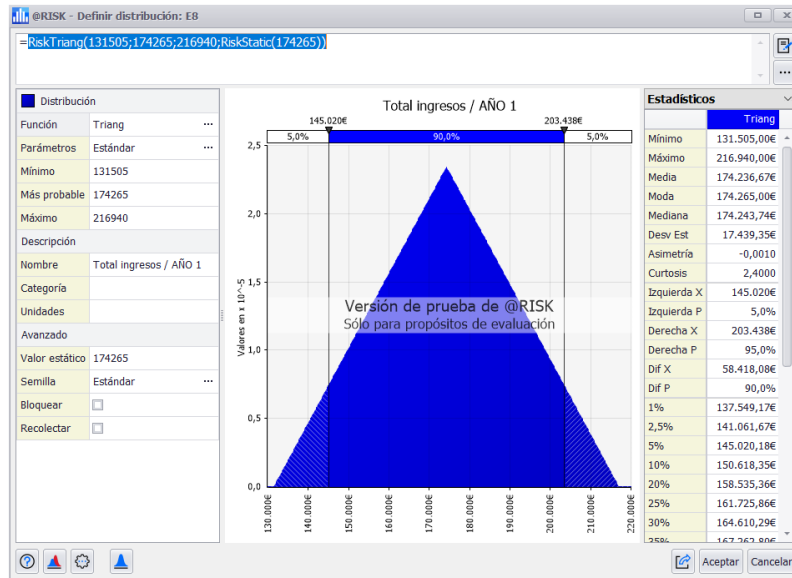 @RISK - Definir distribución: E8
=RiskTriang(131505;174265;216940;RiskStatic(174265))
Distribución
Función Triang ...
Parámetros Estándar ...
Mínimo 131505
Más probable 174265
Máximo 216940
Descripción
Nombre Total ingresos / AÑO 1
Categoría
Unidades
Avanzado
Valor estático 174265
Semilla Estándar ...
Bloquear
Recolectar
Total ingresos / AÑO 1
145.020€ 203.438€
5,0% 90,0% 5,0%
2,5
2,0
1,5
1,0
0,5
0,0
Valores en x 10^-5
Versión de prueba de @RISK
Sólo para propósitos de evaluación
130.000€ 140.000€ 150.000€ 160.000€ 170.000€ 180.000€ 190.000€ 200.000€ 210.000€ 220.000€
Estadísticos
Triang
Mínimo 131.505,00€
Máximo 216.940,00€
Media 174.236,67€
Moda 174.265,00€
Mediana 174.243,74€
Desv Est 17.439,35€
Asimetría -0,0010
Curtosis 2,4000
Izquierda X 145.020€
Izquierda P 5,0%
Derecha X 203.438€
Derecha P 95,0%
Dif X 58.418,08€
Dif P 90,0%
1% 137.549,17€
2,5% 141.061,67€
5% 145.020,18€
10% 150.618,35€
20% 158.535,36€
25% 161.725,86€
30% 164.610,29€
35% 167.262,80€
Aceptar Cancelar